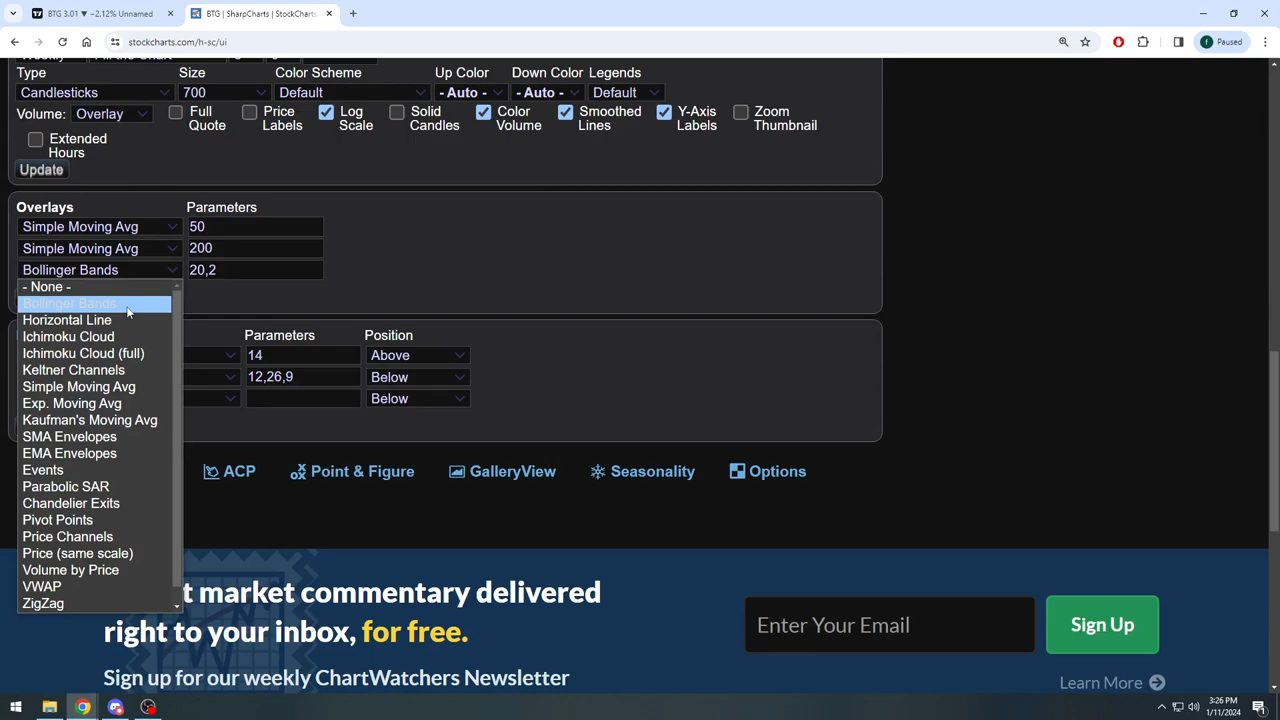 BTG 3.01 ▼ −2.12% Unnamed
BTG | SharpCharts | StockCharts.
stockcharts.com/h-sc/ui
Paused
Type Size Color Scheme Up Color Down Color Legends
Candlesticks 700 Default - Auto - - Auto - Default
Volume: Overlay Full Quote Price Labels Log Scale Solid Candles Color Volume Smoothed Lines Y-Axis Labels Zoom Thumbnail
Extended Hours
Update
Overlays Parameters
Simple Moving Avg 50
Simple Moving Avg 200
Bollinger Bands 20,2
- None -
Bollinger Bands
Horizontal Line
Ichimoku Cloud
Ichimoku Cloud (full)
Keltner Channels
Simple Moving Avg
Exp. Moving Avg
Kaufman's Moving Avg
SMA Envelopes
EMA Envelopes
Events
Parabolic SAR
Chandelier Exits
Pivot Points
Price Channels
Price (same scale)
Volume by Price
VWAP
ZigZag
Parameters Position
14 Above
12,26,9 Below
Below
ACP Point & Figure GalleryView Seasonality Options
t market commentary delivered
right to your inbox, for free.
Sign up for our weekly ChartWatchers Newsletter
Enter Your Email Sign Up
Learn More
3:26 PM
1/11/2024